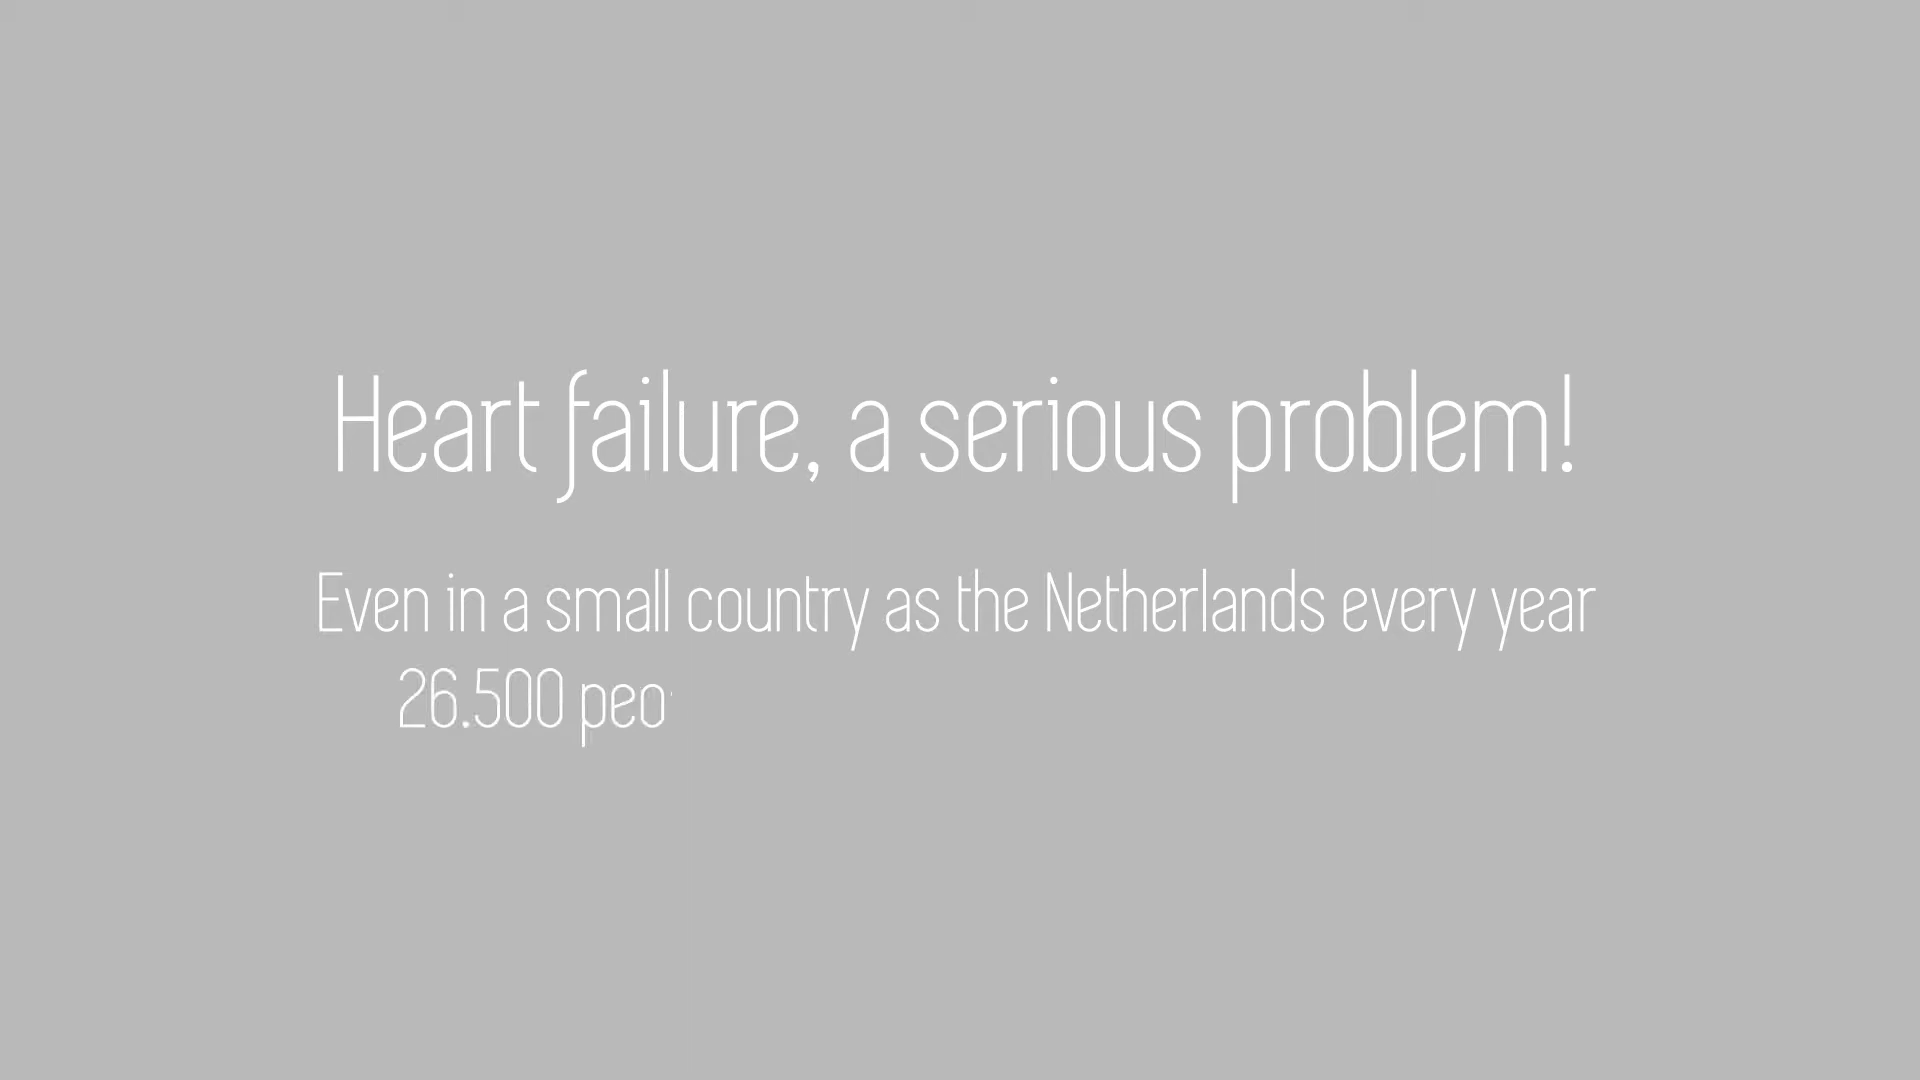 Heart failure, a serious problem!
Even in a small country as the Netherlands every year
26.500 peo